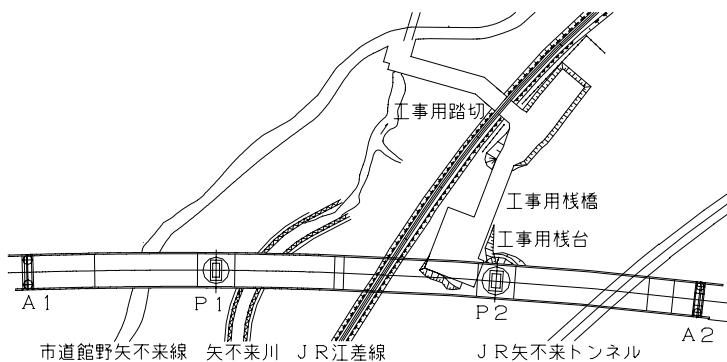 工事用踏切
工事用桟橋
工事用桟台
A1
P1
P2
A2
市道館野矢不来線 矢不来川 JR江差線 JR矢不来トンネル